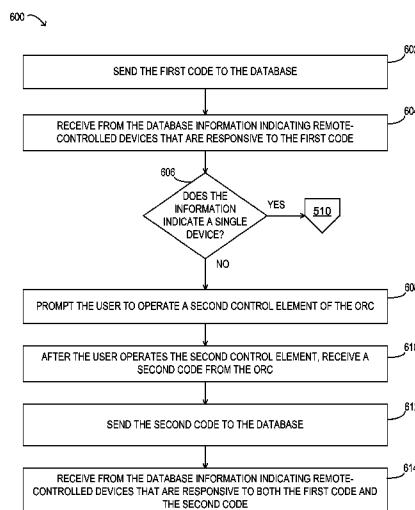 600
602
SEND THE FIRST CODE TO THE DATABASE
604
RECEIVE FROM THE DATABASE INFORMATION INDICATING REMOTE-
CONTROLLED DEVICES THAT ARE RESPONSIVE TO THE FIRST CODE
606
DOES THE
INFORMATION
INDICATE A SINGLE
DEVICE?
YES
510
NO
608
PROMPT THE USER TO OPERATE A SECOND CONTROL ELEMENT OF THE ORC
610
AFTER THE USER OPERATES THE SECOND CONTROL ELEMENT, RECEIVE A
SECOND CODE FROM THE ORC
612
SEND THE SECOND CODE TO THE DATABASE
614
RECEIVE FROM THE DATABASE INFORMATION INDICATING REMOTE-
CONTROLLED DEVICES THAT ARE RESPONSIVE TO BOTH THE FIRST CODE AND
THE SECOND CODE